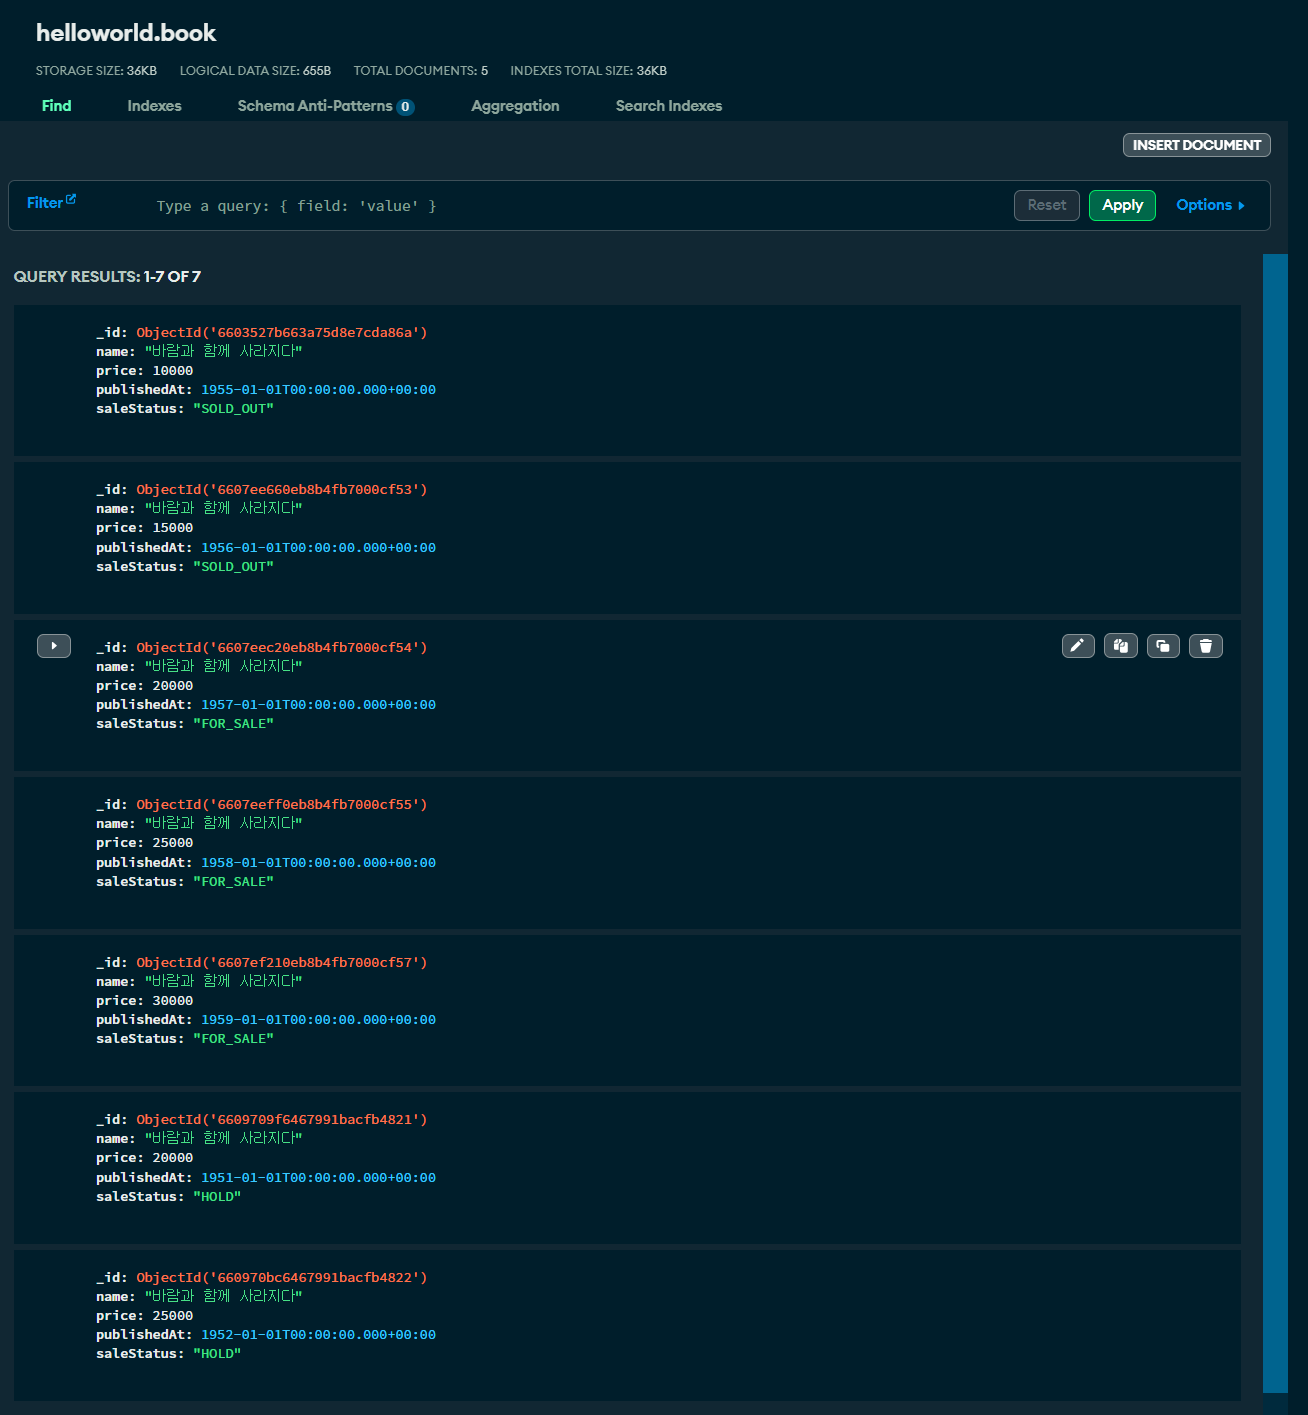 helloworld.book
STORAGE SIZE: 36KB LOGICAL DATA SIZE: 655B TOTAL DOCUMENTS: 5 INDEXES TOTAL SIZE: 36KB
Find Indexes Schema Anti-Patterns 0 Aggregation Search Indexes
INSERT DOCUMENT
Filter Type a query: { field: 'value' } Reset Apply Options
QUERY RESULTS: 1-7 OF 7
_id: ObjectId('6603527b663a75d8e7cda86a')
name: "바람과 함께 사라지다"
price: 10000
publishedAt: 1955-01-01T00:00:00.000+00:00
saleStatus: "SOLD_OUT"
_id: ObjectId('6607ee660eb8b4fb7000cf53')
name: "바람과 함께 사라지다"
price: 15000
publishedAt: 1956-01-01T00:00:00.000+00:00
saleStatus: "SOLD_OUT"
_id: ObjectId('6607eec20eb8b4fb7000cf54')
name: "바람과 함께 사라지다"
price: 20000
publishedAt: 1957-01-01T00:00:00.000+00:00
saleStatus: "FOR_SALE"
_id: ObjectId('6607eeff0eb8b4fb7000cf55')
name: "바람과 함께 사라지다"
price: 25000
publishedAt: 1958-01-01T00:00:00.000+00:00
saleStatus: "FOR_SALE"
_id: ObjectId('6607ef210eb8b4fb7000cf57')
name: "바람과 함께 사라지다"
price: 30000
publishedAt: 1959-01-01T00:00:00.000+00:00
saleStatus: "FOR_SALE"
_id: ObjectId('6609709f6467991bacfb4821')
name: "바람과 함께 사라지다"
price: 20000
publishedAt: 1951-01-01T00:00:00.000+00:00
saleStatus: "HOLD"
_id: ObjectId('660970bc6467991bacfb4822')
name: "바람과 함께 사라지다"
price: 25000
publishedAt: 1952-01-01T00:00:00.000+00:00
saleStatus: "HOLD"